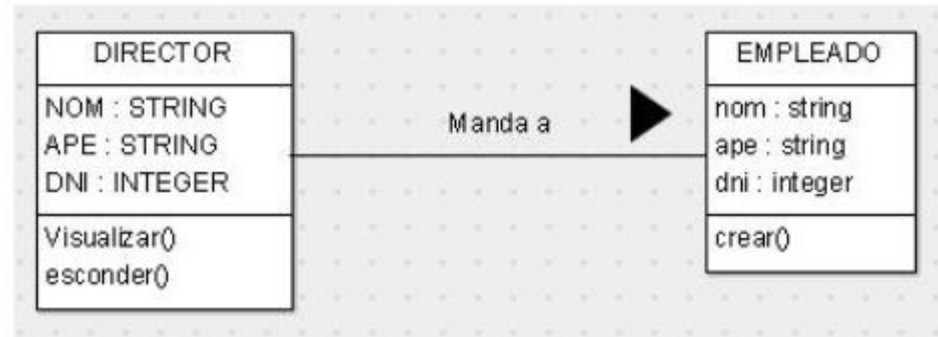 DIRECTOR
NOM : STRING
APE : STRING
DNI : INTEGER
Visualizar()
esconder()
Manda a
EMPLEADO
nom : string
ape : string
dni : integer
crear()